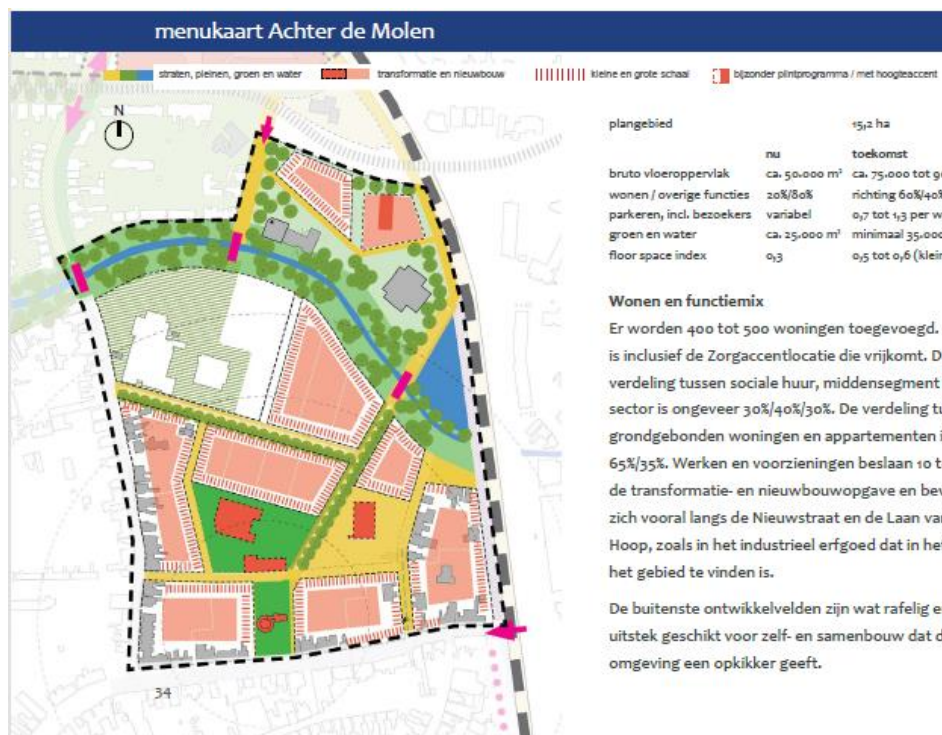 menukaart Achter de Molen
straten, pleinen, groen en water
transformatie en nieuwbouw
kleine en grote schaal
bijzonder plintprogramma / met hoogteaccent
N
plangebied 15,2 ha
nu toekomst
bruto vloeroppervlak ca. 50.000 m² ca. 75.000 tot 90
wonen / overige functies 20%/80% richting 60%/40%
parkeren, incl. bezoekers variabel 0,7 tot 1,3 per w
groen en water ca. 25.000 m² minimaal 35.000
floor space index 0,3 0,5 tot 0,6 (klein
Wonen en functiemix
Er worden 400 tot 500 woningen toegevoegd.
is inclusief de Zorgaccentlocatie die vrijkomt. D
verdeling tussen sociale huur, middensegment
sector is ongeveer 30%/40%/30%. De verdeling tu
grondgebonden woningen en appartementen i
65%/35%. Werken en voorzieningen beslaan 10 t
de transformatie- en nieuwbouwopgave en bev
zich vooral langs de Nieuwstraat en de Laan van
Hoop, zoals in het industrieel erfgoed dat in het
het gebied te vinden is.
De buitenste ontwikkelvelden zijn wat rafelig e
uitstek geschikt voor zelf- en samenbouw dat d
omgeving een opkikker geeft.
34